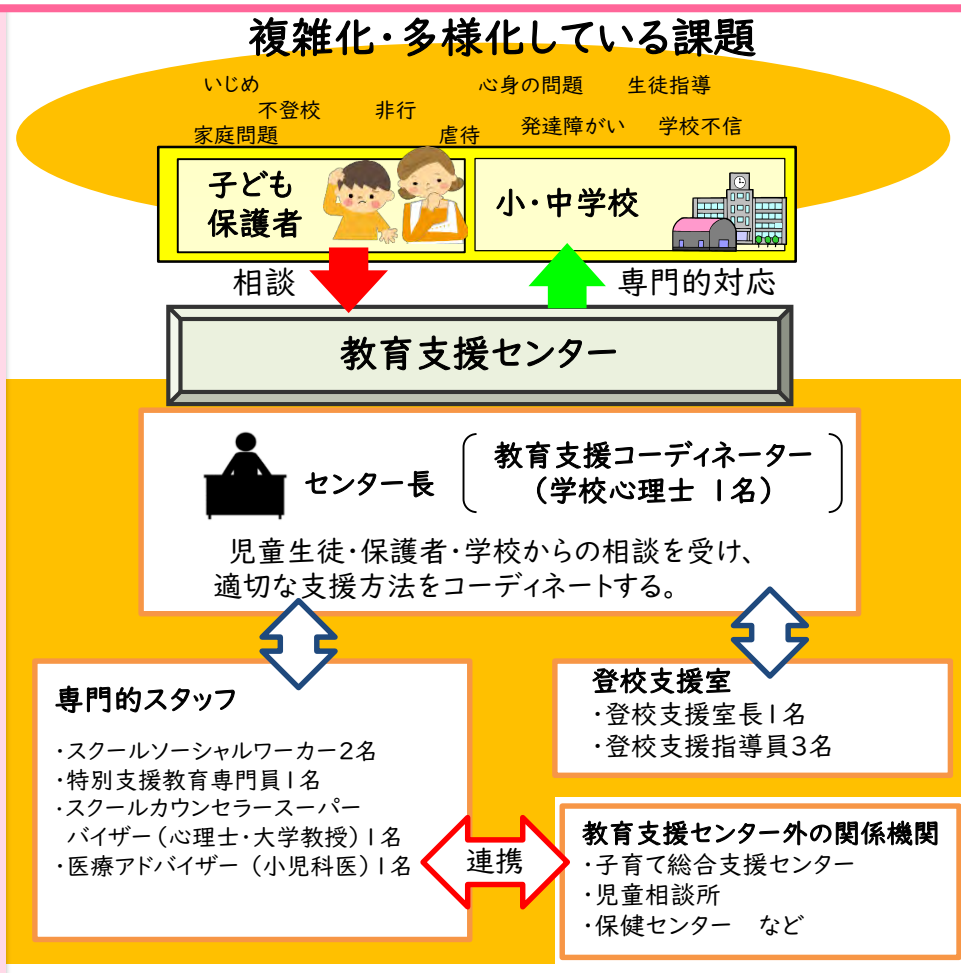 複雑化・多様化している課題
いじめ
心身の問題
生徒指導
不登校
非行
家庭問題
虐待
発達障がい
学校不信
子ども
保護者
小・中学校
相談
専門的対応
教育支援センター
センター長
教育支援コーディネーター
(学校心理士 1名)
児童生徒・保護者・学校からの相談を受け、
適切な支援方法をコーディネートする。
専門的スタッフ
・スクールソーシャルワーカー2名
・特別支援教育専門員1名
・スクールカウンセラースーパー
バイザー(心理士・大学教授)1名
・医療アドバイザー (小児科医)1名
登校支援室
・登校支援室長1名
・登校支援指導員3名
連携
教育支援センター外の関係機関
・子育て総合支援センター
・児童相談所
・保健センター など